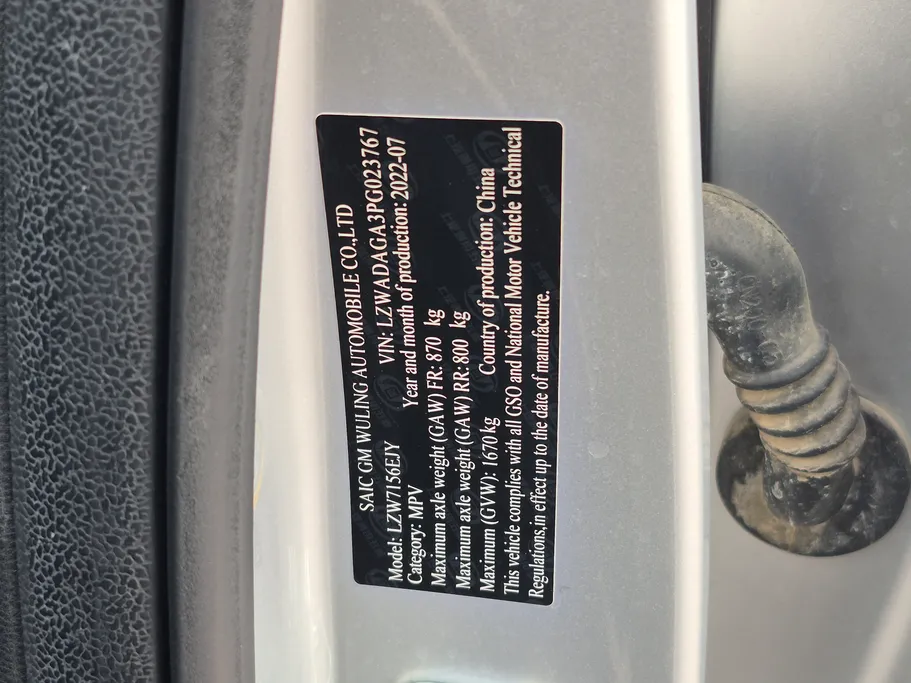 SAIC GM WULING AUTOMOBILE CO.,LTD
Model: LZW7156EJY VIN: LZWADAGA3PG023767
Category: MPV Year and month of production: 2022-07
Maximum axle weight (GAW) FR: 870 kg
Maximum axle weight (GAW) RR: 800 kg
Maximum (GVW): 1670 kg Country of production: China
This vehicle complies with all GSO and National Motor Vehicle Technical
Regulations,in effect up to the date of manufacture.